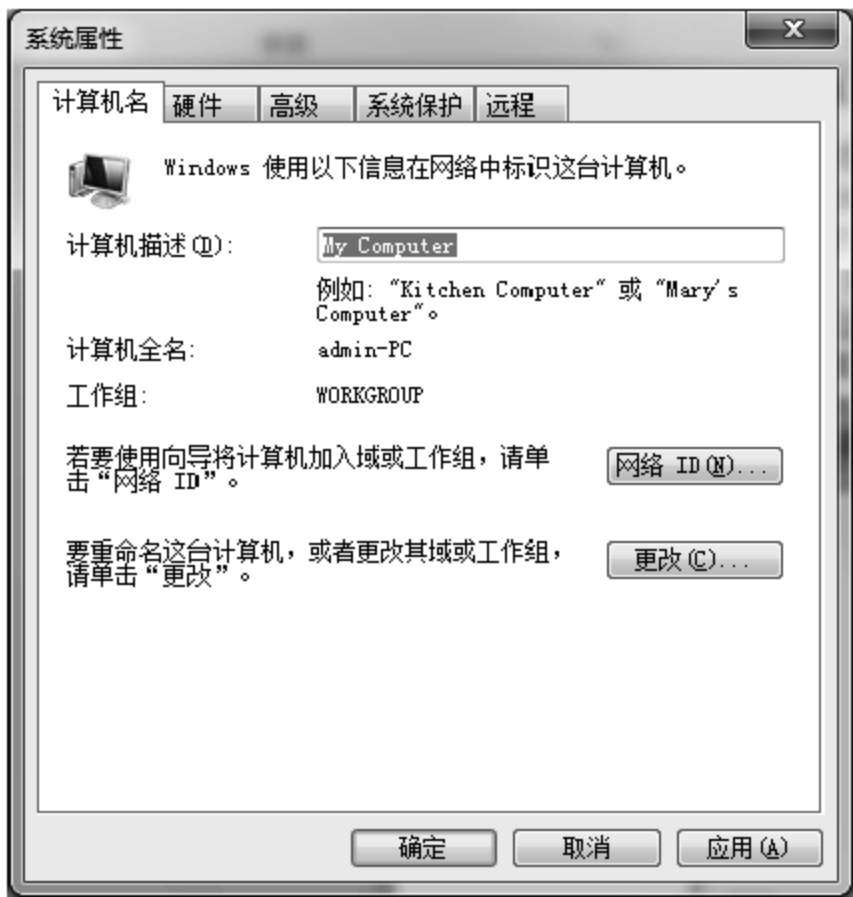 系统属性
计算机名 硬件 高级 系统保护 远程
Windows 使用以下信息在网络中标识这台计算机。
计算机描述(D): My Computer
例如: "Kitchen Computer" 或 "Mary's
Computer"。
计算机全名: admin-PC
工作组: WORKGROUP
若要使用向导将计算机加入域或工作组，请单
击“网络 ID”。
网络 ID(N)...
要重命名这台计算机，或者更改其域或工作组，
请单击“更改”。
更改(C)...
确定 取消 应用(A)